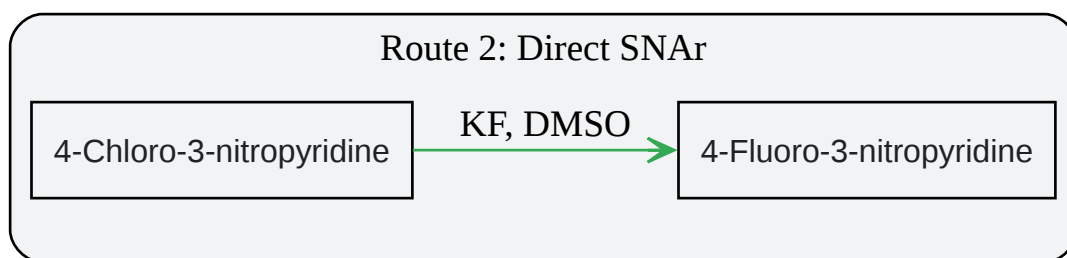 Route 2: Direct SNAr
KF, DMSO
4-Chloro-3-nitropyridine
4-Fluoro-3-nitropyridine